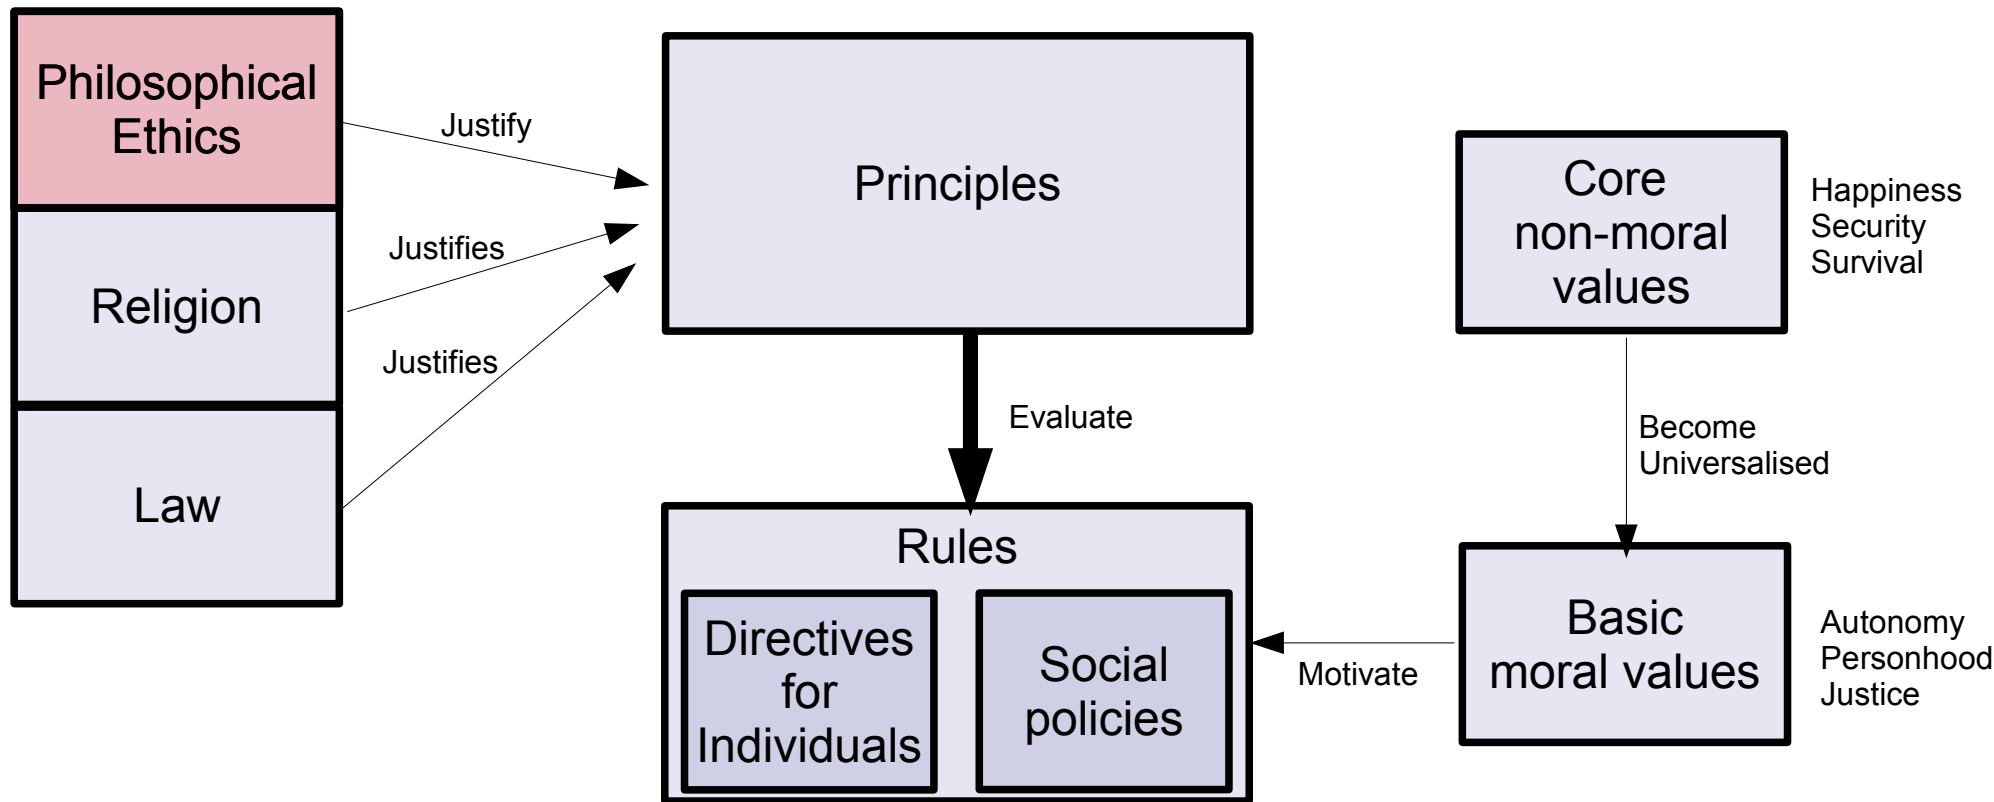 Philosophical
Ethics
Religion
Law
Justify
Justifies
Justifies
Principles
Evaluate
Rules
Directives
for
Individuals
Social
policies
Core
non-moral
values
Happiness
Security
Survival
Become
Universalised
Basic
moral values
Autonomy
Personhood
Justice
Motivate